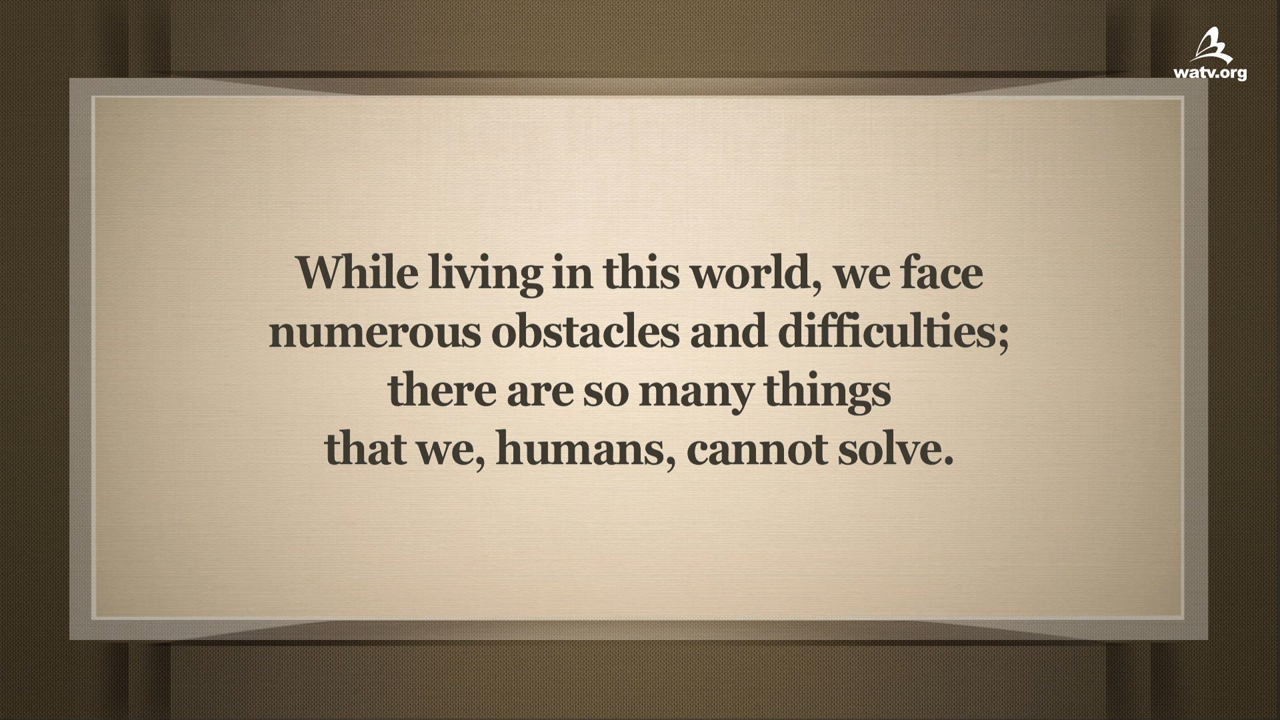 watv.org
While living in this world, we face
numerous obstacles and difficulties;
there are so many things
that we, humans, cannot solve.